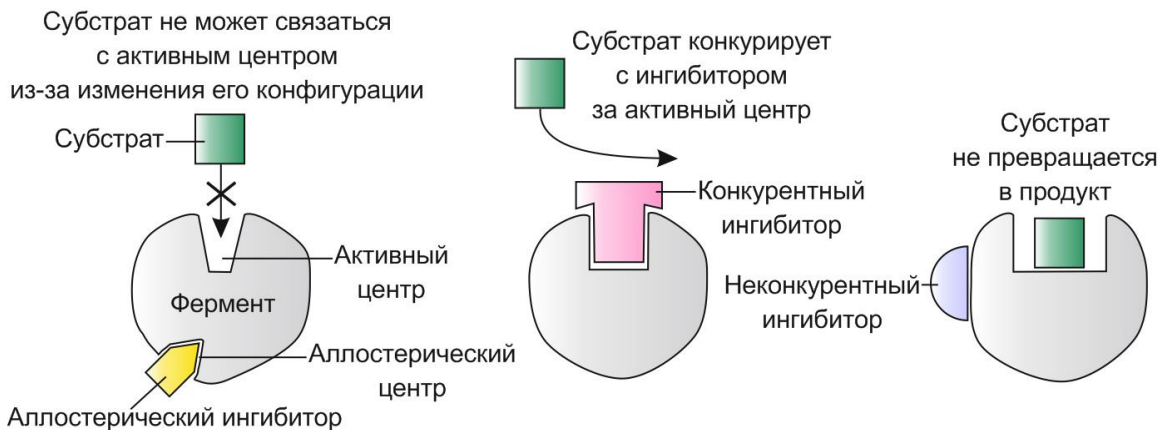 Субстрат не может связаться
с активным центром
из-за изменения его конфигурации
Субстрат
Активный
центр
Фермент
Аллостерический
центр
Аллостерический ингибитор
Субстрат конкурирует
с ингибитором
за активный центр
Конкурентный
ингибитор
Субстрат
не превращается
в продукт
Неконкурентный
ингибитор